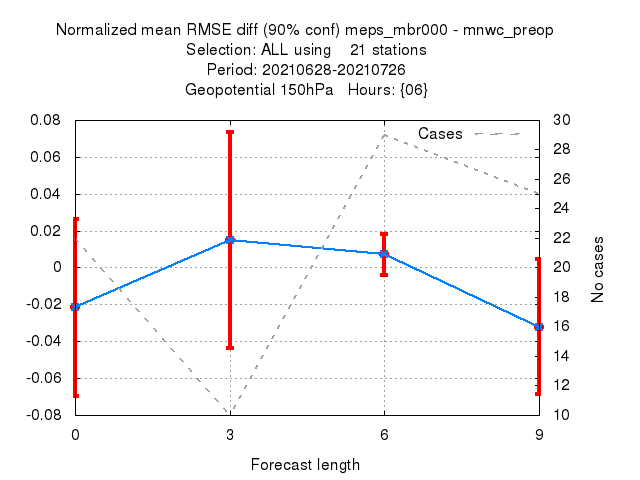 Normalized mean RMSE diff (90% conf) meps_mbr000 - mnwc_preop
Selection: ALL using    21 stations
Period: 20210628-20210726
Geopotential 150hPa   Hours: {06}
0.08
0.06
0.04
0.02
0
-0.02
-0.04
-0.06
-0.08
Cases
30
28
26
24
22
20
18
16
14
12
10
No cases
0 3 6 9
Forecast length